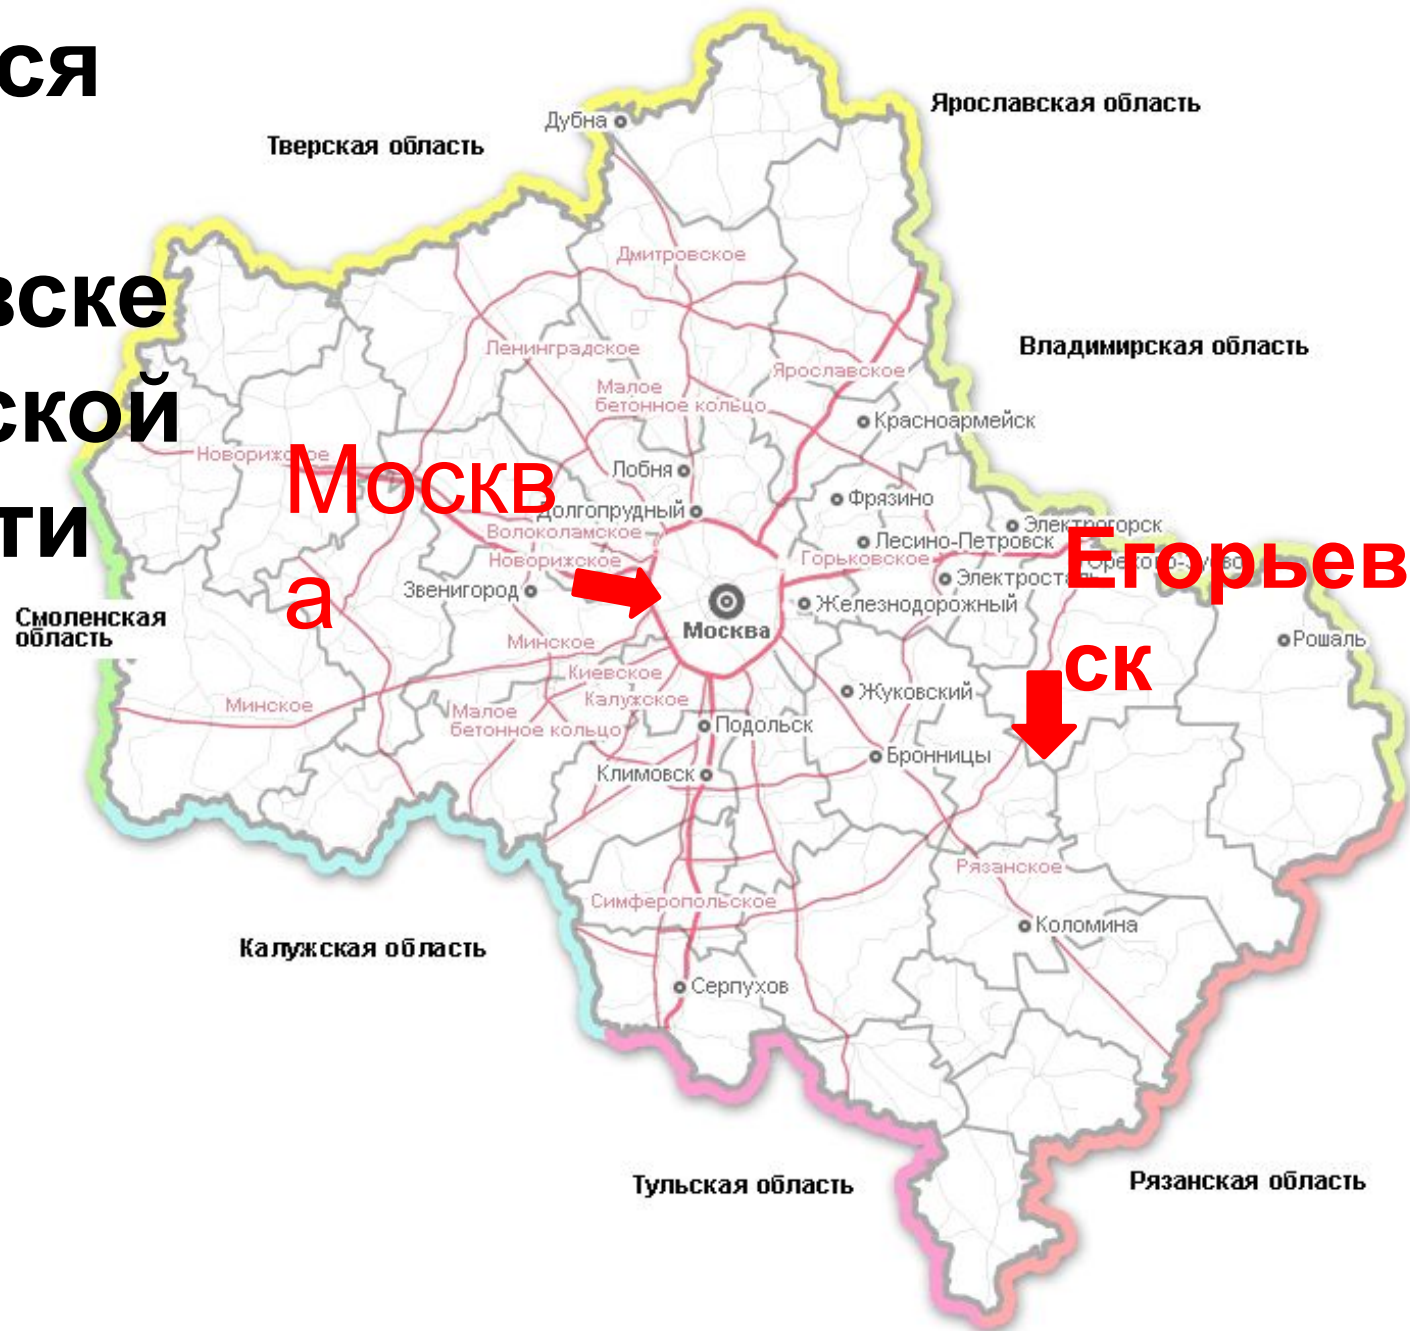 ся
Ярославская область
Дубна
Тверская область
Дмитровское
вске
Владимирская область
Ленинградское
Ярославское
Малое
бетонное кольцо
ской
Красноармейск
Новорижское
Москв
а
Лобня
Фрязино
Долгопрудный
ти
Электрогорск
Волоколамское
Лесино-Петровск
Горьковское
Егорьев
ск
Орехово-Зуево
Новорижское
Электросталь
Звенигород
Железнодорожный
Смоленская
область
Москва
Минское
Рошаль
Киевское
Жуковский
Калужское
Минское
Малое
бетонное кольцо
Подольск
Бронницы
Климовск
Рязанское
Симферопольское
Коломина
Калужская область
Серпухов
Тульская область
Рязанская область